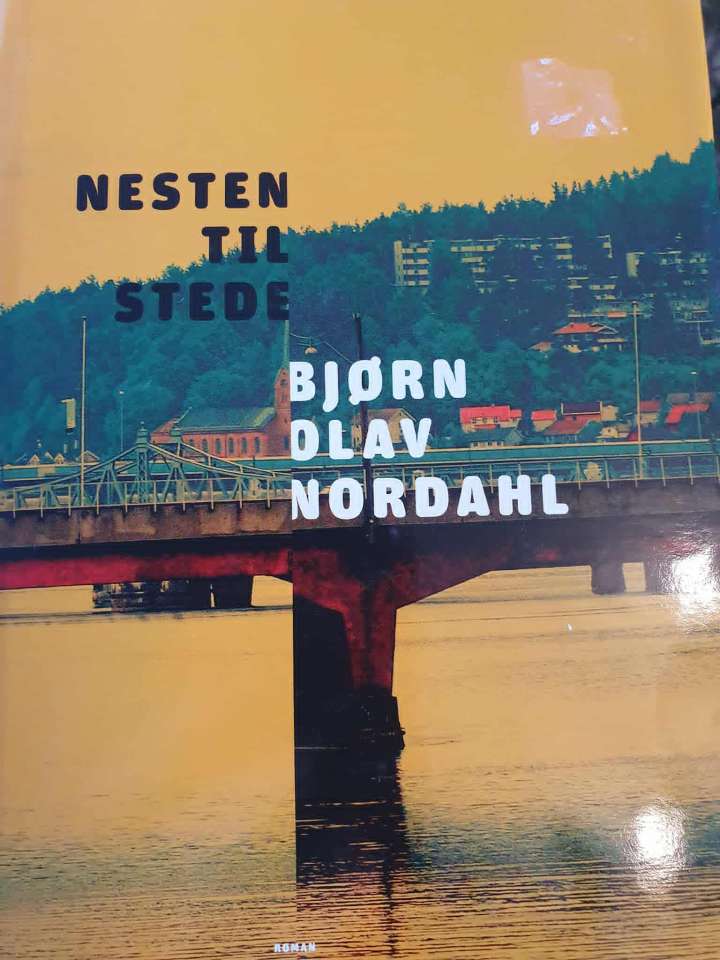 NESTEN
TIL
STEDE
BJØRN
OLAV
NORDAHL
ROMAN